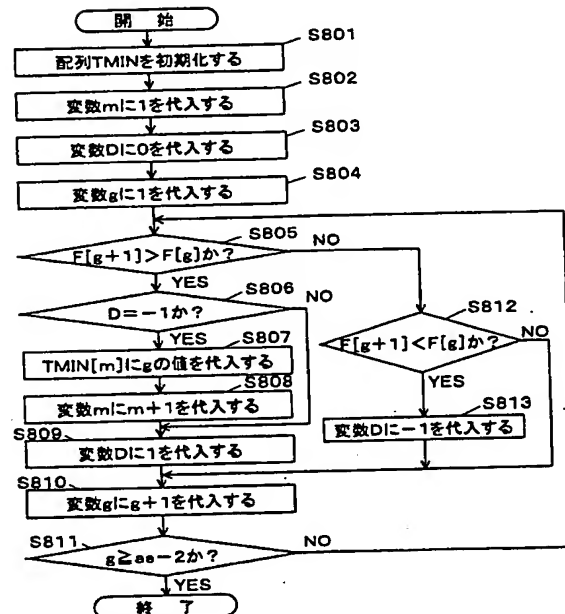 開 始
S801
配列TMINを初期化する
S802
変数mに1を代入する
S803
変数Dに0を代入する
S804
変数gに1を代入する
S805
F[g+1]>F[g]か?
NO
YES
S806
D=-1か?
NO
YES
S807
TMIN[m]にgの値を代入する
S808
変数mにm+1を代入する
S809
変数Dに1を代入する
S812
F[g+1]<F[g]か?
NO
YES
S813
変数Dに-1を代入する
S810
変数gにg+1を代入する
S811
g≧aa-2か?
NO
YES
終 了